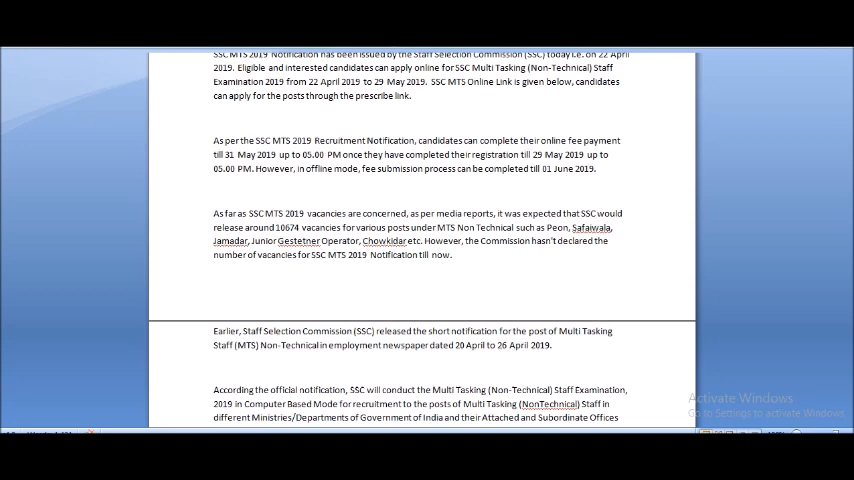 SSC MTS 2019 Notification has been issued by the Staff Selection Commission (SSC) today i.e. on 22 April
2019. Eligible and interested candidates can apply online for SSC Multi Tasking (Non-Technical) Staff
Examination 2019 from 22 April 2019 to 29 May 2019. SSC MTS Online Link is given below, candidates
can apply for the posts through the prescribe link.
As per the SSC MTS 2019 Recruitment Notification, candidates can complete their online fee payment
till 31 May 2019 up to 05.00 PM once they have completed their registration till 29 May 2019 up to
05.00 PM. However, in offline mode, fee submission process can be completed till 01 June 2019.
As far as SSC MTS 2019 vacancies are concerned, as per media reports, it was expected that SSC would
release around 10674 vacancies for various posts under MTS Non Technical such as Peon, Safaiwala,
Jamadar, Junior Gestetner Operator, Chowkidar etc. However, the Commission hasn't declared the
number of vacancies for SSC MTS 2019 Notification till now.
Earlier, Staff Selection Commission (SSC) released the short notification for the post of Multi Tasking
Staff (MTS) Non-Technical in employment newspaper dated 20 April to 26 April 2019.
According the official notification, SSC will conduct the Multi Tasking (Non-Technical) Staff Examination,
2019 in Computer Based Mode for recruitment to the posts of Multi Tasking (NonTechnical) Staff in
different Ministries/Departments of Government of India and their Attached and Subordinate Offices
Activate Windows
Go to Settings to activate Windows.